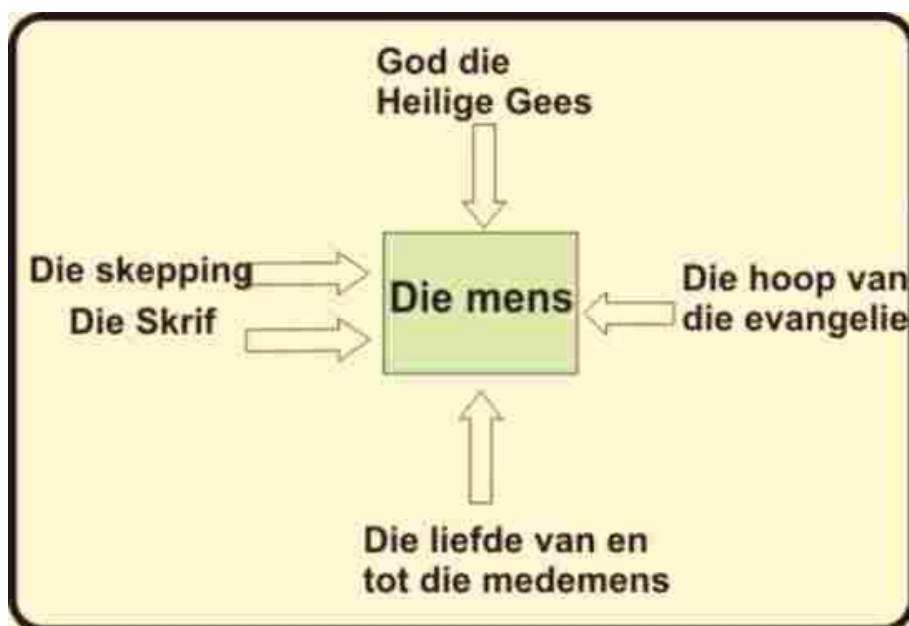 God die
Heilige Gees
Die skepping
Die Skrif
Die mens
Die hoop van
die evangelie
Die liefde van en
tot die medemens